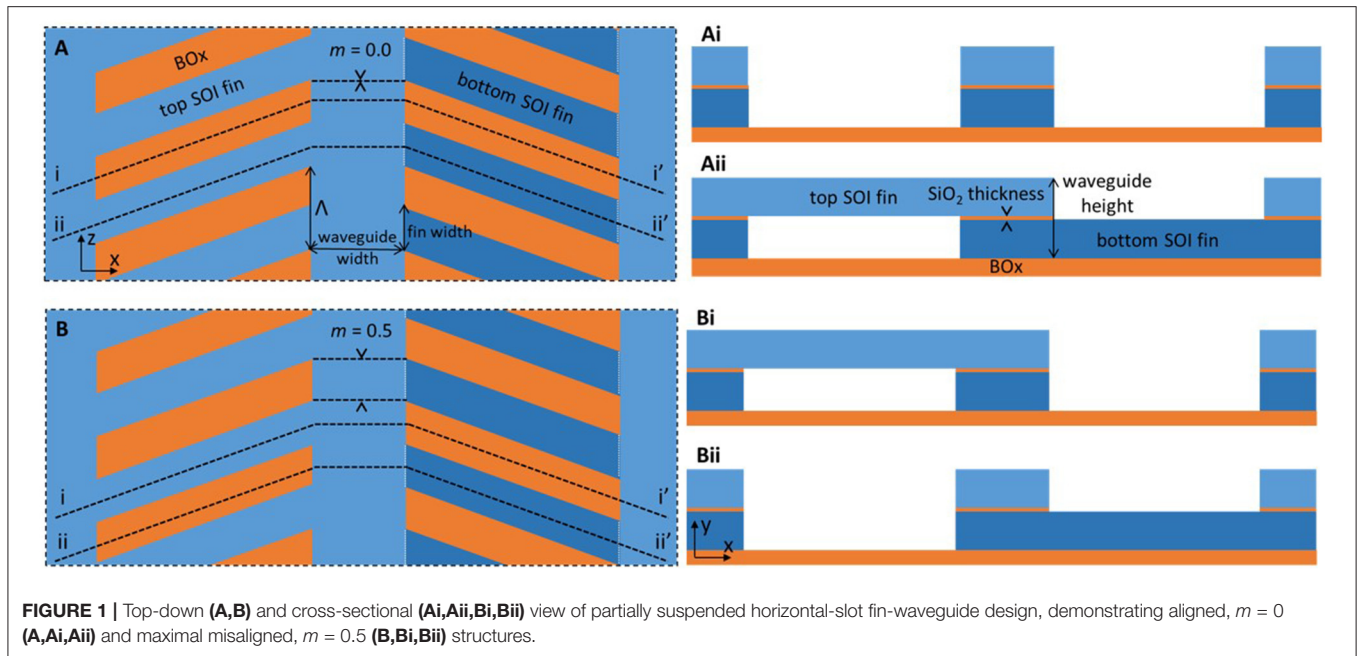 A
m = 0.0
BOx
top SOI fin
bottom SOI fin
i
i'
ii
ii'
Λ
waveguide
width
fin width
z
x
Ai
Aii
top SOI fin
SiO₂ thickness
waveguide
height
bottom SOI fin
BOx
B
m = 0.5
i
i'
ii
ii'
Bi
Bii
y
x
FIGURE 1 | Top-down (A,B) and cross-sectional (Ai,Aii,Bi,Bii) view of partially suspended horizontal-slot fin-waveguide design, demonstrating aligned, m = 0
(A,Ai,Aii) and maximal misaligned, m = 0.5 (B,Bi,Bii) structures.